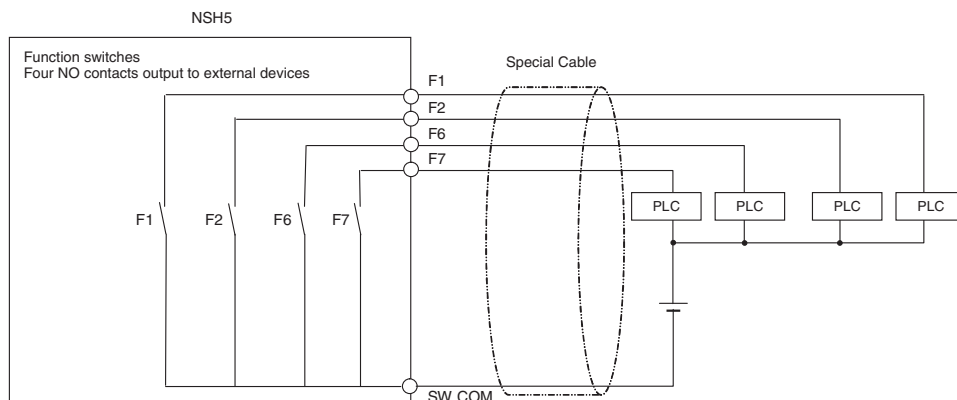 NSH5
Function switches
Four NO contacts output to external devices
Special Cable
F1
F2
F6
F7
PLC PLC PLC PLC
F1 F2 F6 F7
SW COM